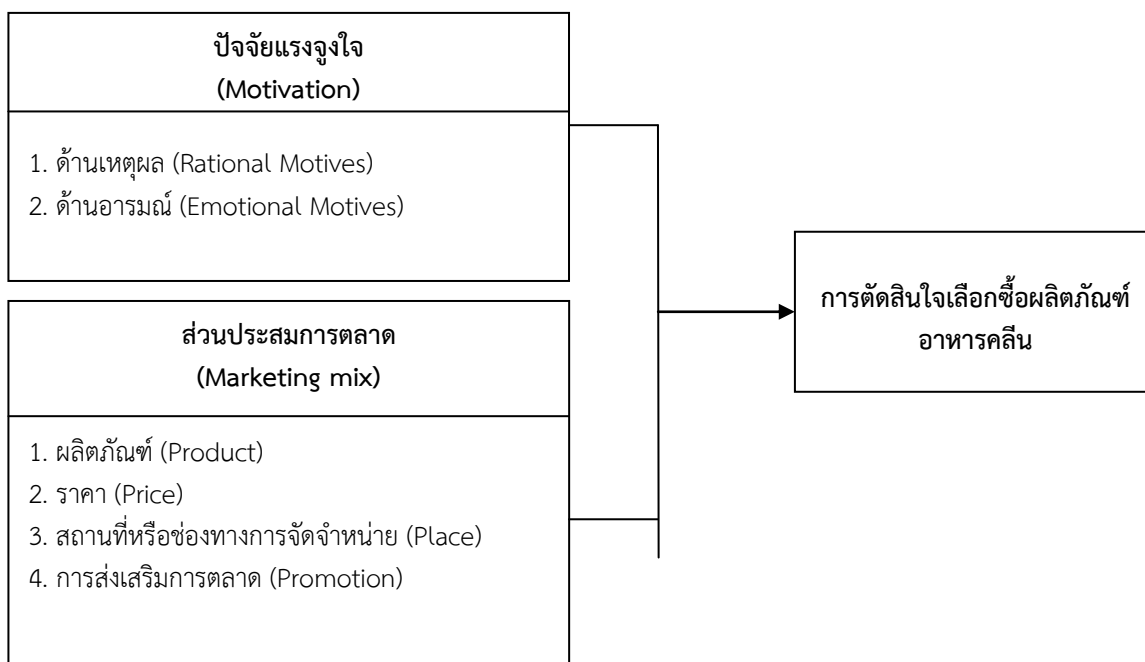 ปัจจัยแรงจูงใจ
(Motivation)
1. ด้านเหตุผล (Rational Motives)
2. ด้านอารมณ์ (Emotional Motives)
ส่วนประสมการตลาด
(Marketing mix)
1. ผลิตภัณฑ์ (Product)
2. ราคา (Price)
3. สถานที่หรือช่องทางการจัดจำหน่าย (Place)
4. การส่งเสริมการตลาด (Promotion)
การตัดสินใจเลือกซื้อผลิตภัณฑ์
อาหารคลีน